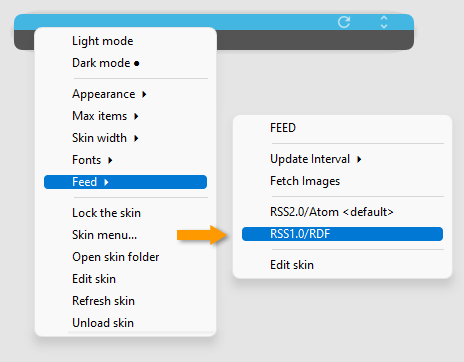 Light mode
Dark mode ●
Appearance
Max items
Skin width
Fonts
Feed
Lock the skin
Skin menu...
Open skin folder
Edit skin
Refresh skin
Unload skin
FEED
Update Interval
Fetch Images
RSS2.0/Atom <default>
RSS1.0/RDF
Edit skin